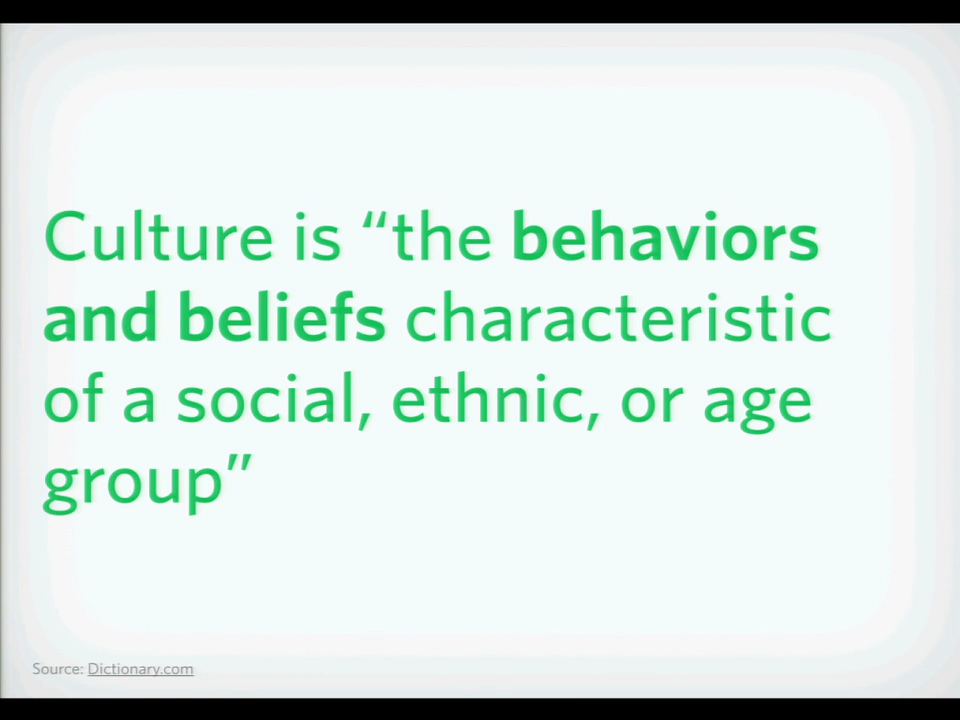 Culture is “the behaviors
and beliefs characteristic
of a social, ethnic, or age
group”
Source: Dictionary.com